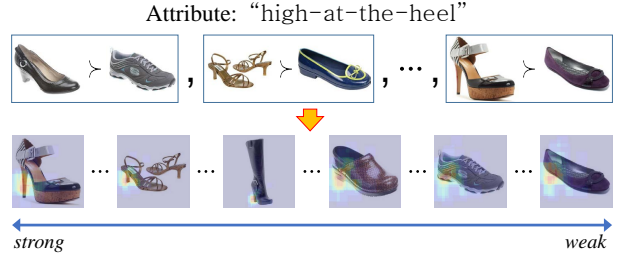 Attribute: “high-at-the-heel”
≻ , ≻ , ··· , ≻
··· ··· ··· ··· ···
strong weak